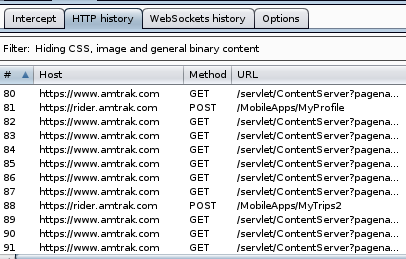 Intercept HTTP history WebSockets history Options
Filter: Hiding CSS, image and general binary content
# Host Method URL
80 https://www.amtrak.com GET /servlet/ContentServer?pagena...
81 https://rider.amtrak.com POST /MobileApps/MyProfile
82 https://www.amtrak.com GET /servlet/ContentServer?pagena...
83 https://www.amtrak.com GET /servlet/ContentServer?pagena...
84 https://www.amtrak.com GET /servlet/ContentServer?pagena...
85 https://www.amtrak.com GET /servlet/ContentServer?pagena...
86 https://www.amtrak.com GET /servlet/ContentServer?pagena...
87 https://www.amtrak.com GET /servlet/ContentServer?pagena...
88 https://rider.amtrak.com POST /MobileApps/MyTrips2
89 https://www.amtrak.com GET /servlet/ContentServer?pagena...
90 https://www.amtrak.com GET /servlet/ContentServer?pagena...
91 https://www.amtrak.com GET /servlet/ContentServer?pagena...